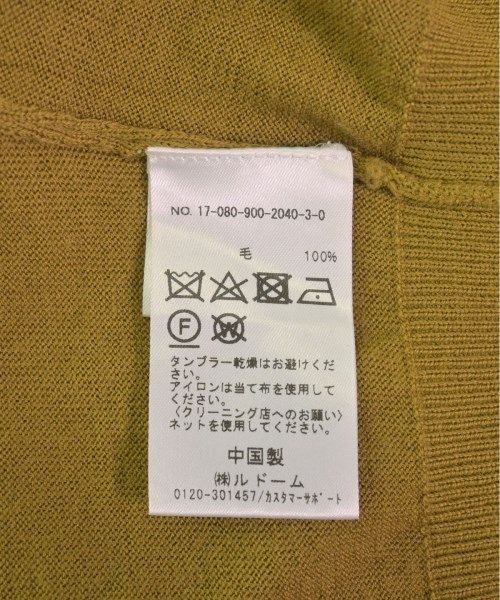 NO. 17-080-900-2040-3-0
毛 100%
F W
タンブラー乾燥はお避けくだ
さい。
アイロンは当て布を使用して
ください。
〈クリーニング店へのお願い〉
ネットを使用してください。
中国製
㈱ルドーム
0120-301457/カスタマーサポート